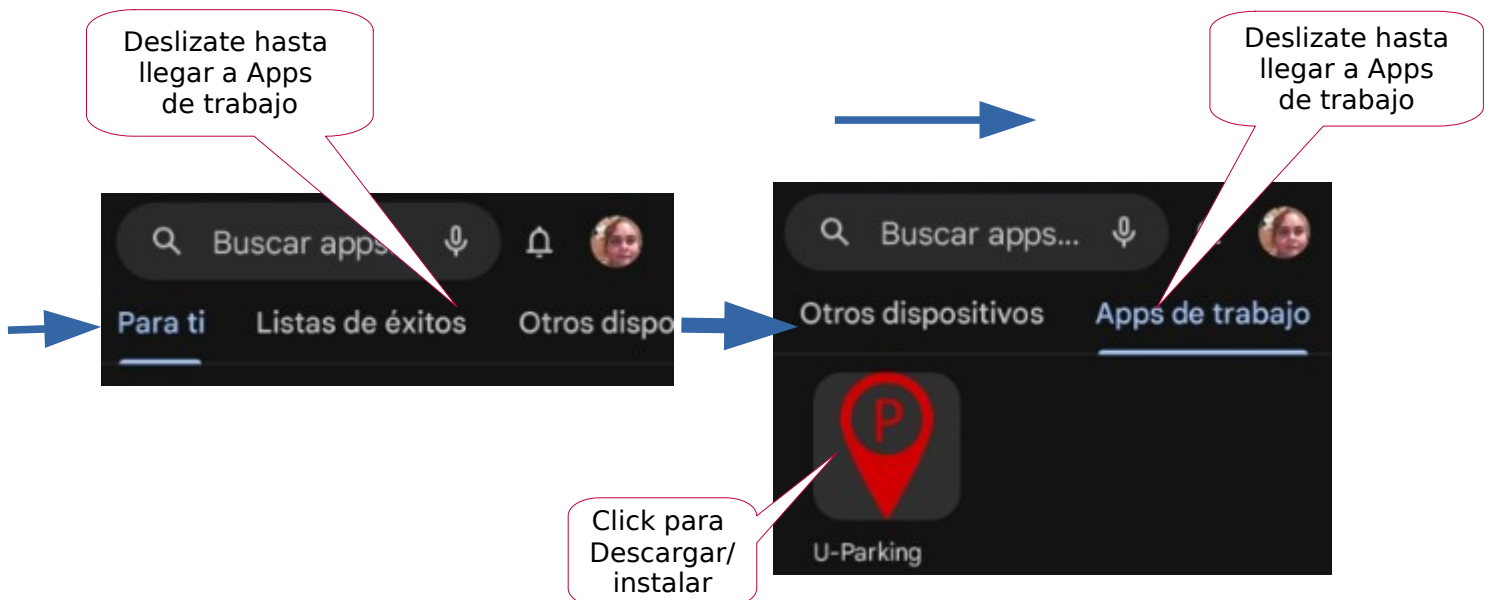 Deslizate hasta
llegar a Apps
de trabajo
Deslizate hasta
llegar a Apps
de trabajo
Buscar apps
Para ti
Listas de éxitos
Otros dispo
Buscar apps...
Otros dispositivos
Apps de trabajo
P
U-Parking
Click para
Descargar/
instalar